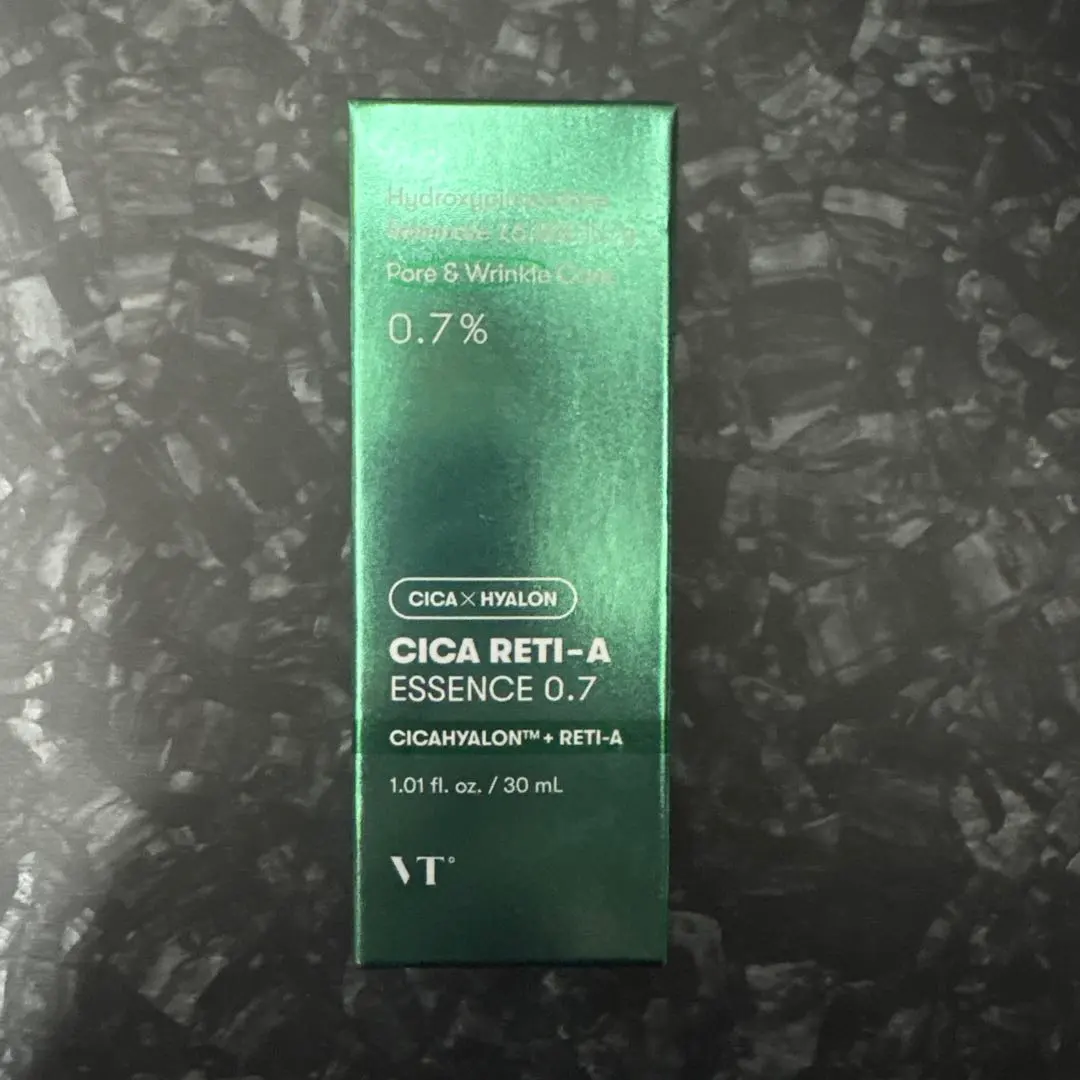 Pore & Wrinkle Care
0.7%
CICA×HYALON
CICA RETI-A
ESSENCE 0.7
CICAHYALON™ + RETI-A
1.01 fl. oz. / 30 mL
VT°